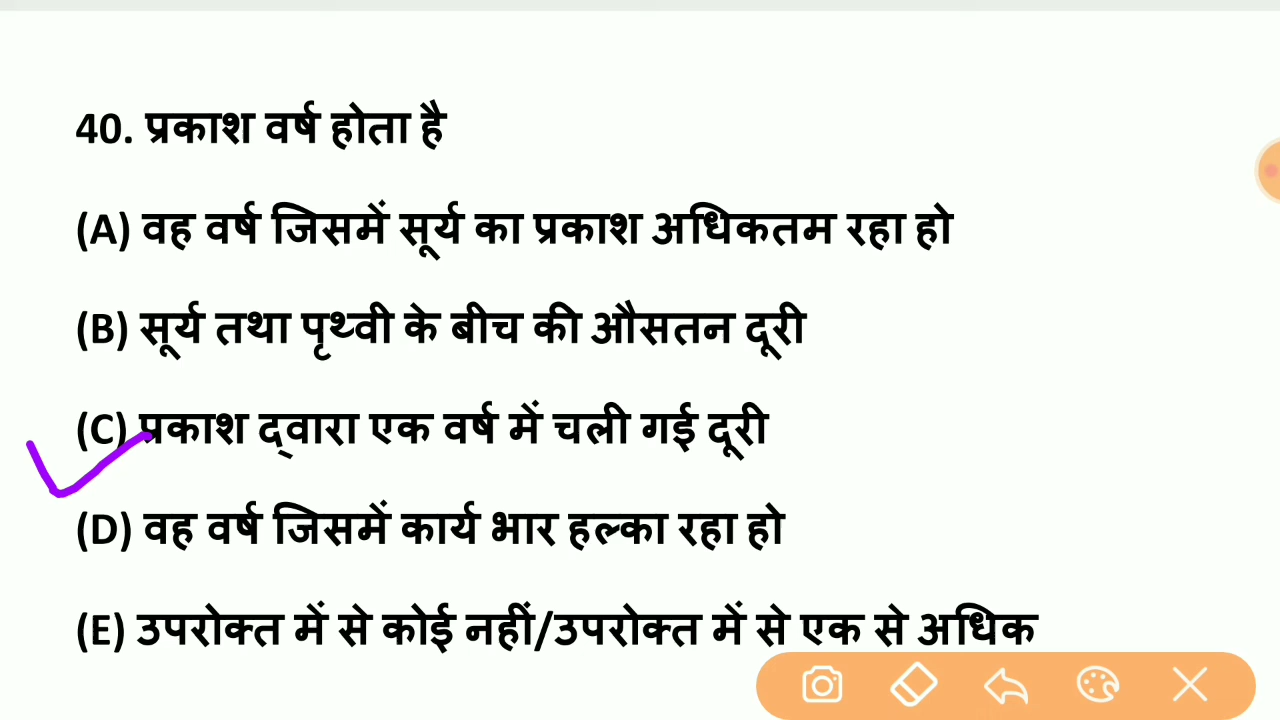 40. प्रकाश वर्ष होता है
(A) वह वर्ष जिसमें सूर्य का प्रकाश अधिकतम रहा हो
(B) सूर्य तथा पृथ्वी के बीच की औसतन दूरी
(C) प्रकाश द्वारा एक वर्ष में चली गई दूरी
(D) वह वर्ष जिसमें कार्य भार हल्का रहा हो
(E) उपरोक्त में से कोई नहीं/उपरोक्त में से एक से अधिक